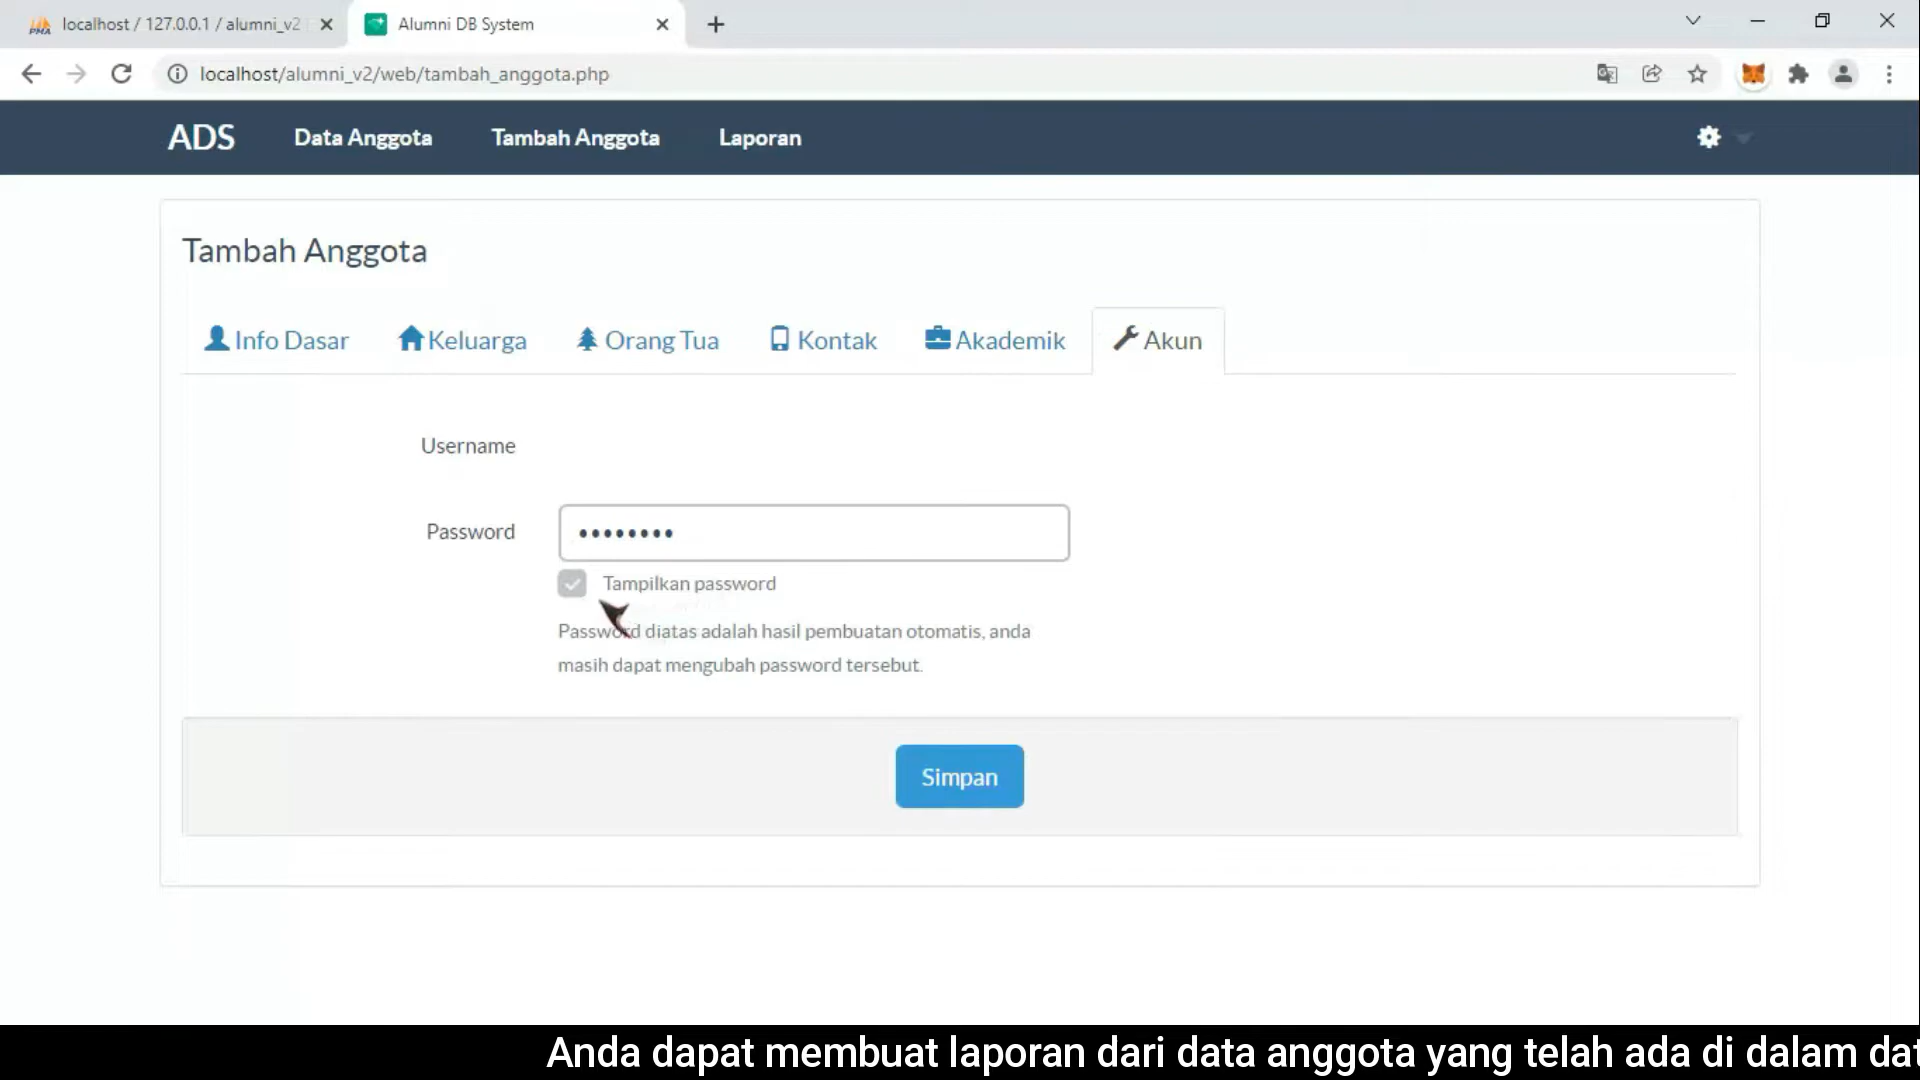 localhost / 127.0.0.1 / alumni_v2
Alumni DB System
localhost/alumni_v2/web/tambah_anggota.php
ADS
Data Anggota
Tambah Anggota
Laporan
Tambah Anggota
Info Dasar
Keluarga
Orang Tua
Kontak
Akademik
Akun
Username
Password
Tampilkan password
Password diatas adalah hasil pembuatan otomatis, anda
masih dapat mengubah password tersebut.
Simpan
Anda dapat membuat laporan dari data anggota yang telah ada di dalam